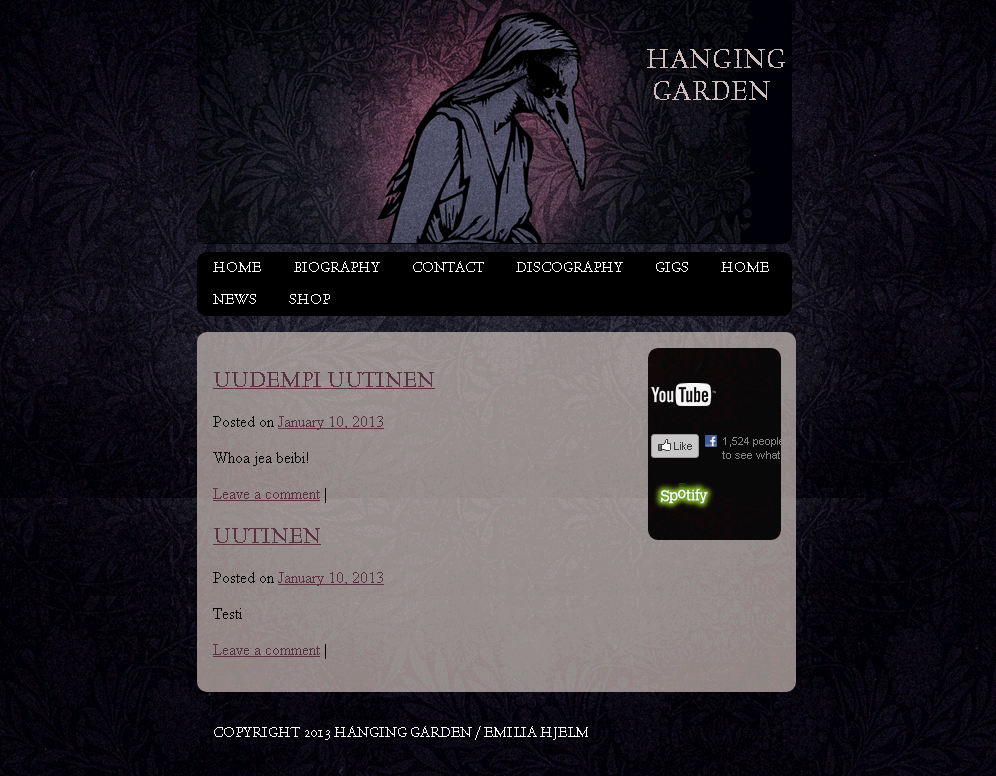 HANGING
GARDEN
HOME BIOGRAPHY CONTACT DISCOGRAPHY GIGS HOME
NEWS SHOP
UUDEMPI UUTINEN
Posted on January 10, 2013
Whoa jea beibi!
Leave a comment |
UUTINEN
Posted on January 10, 2013
Testi
Leave a comment |
YouTube
Like 1,524 people
to see what
Spotify
COPYRIGHT 2013 HANGING GARDEN / EMILIA HJELM